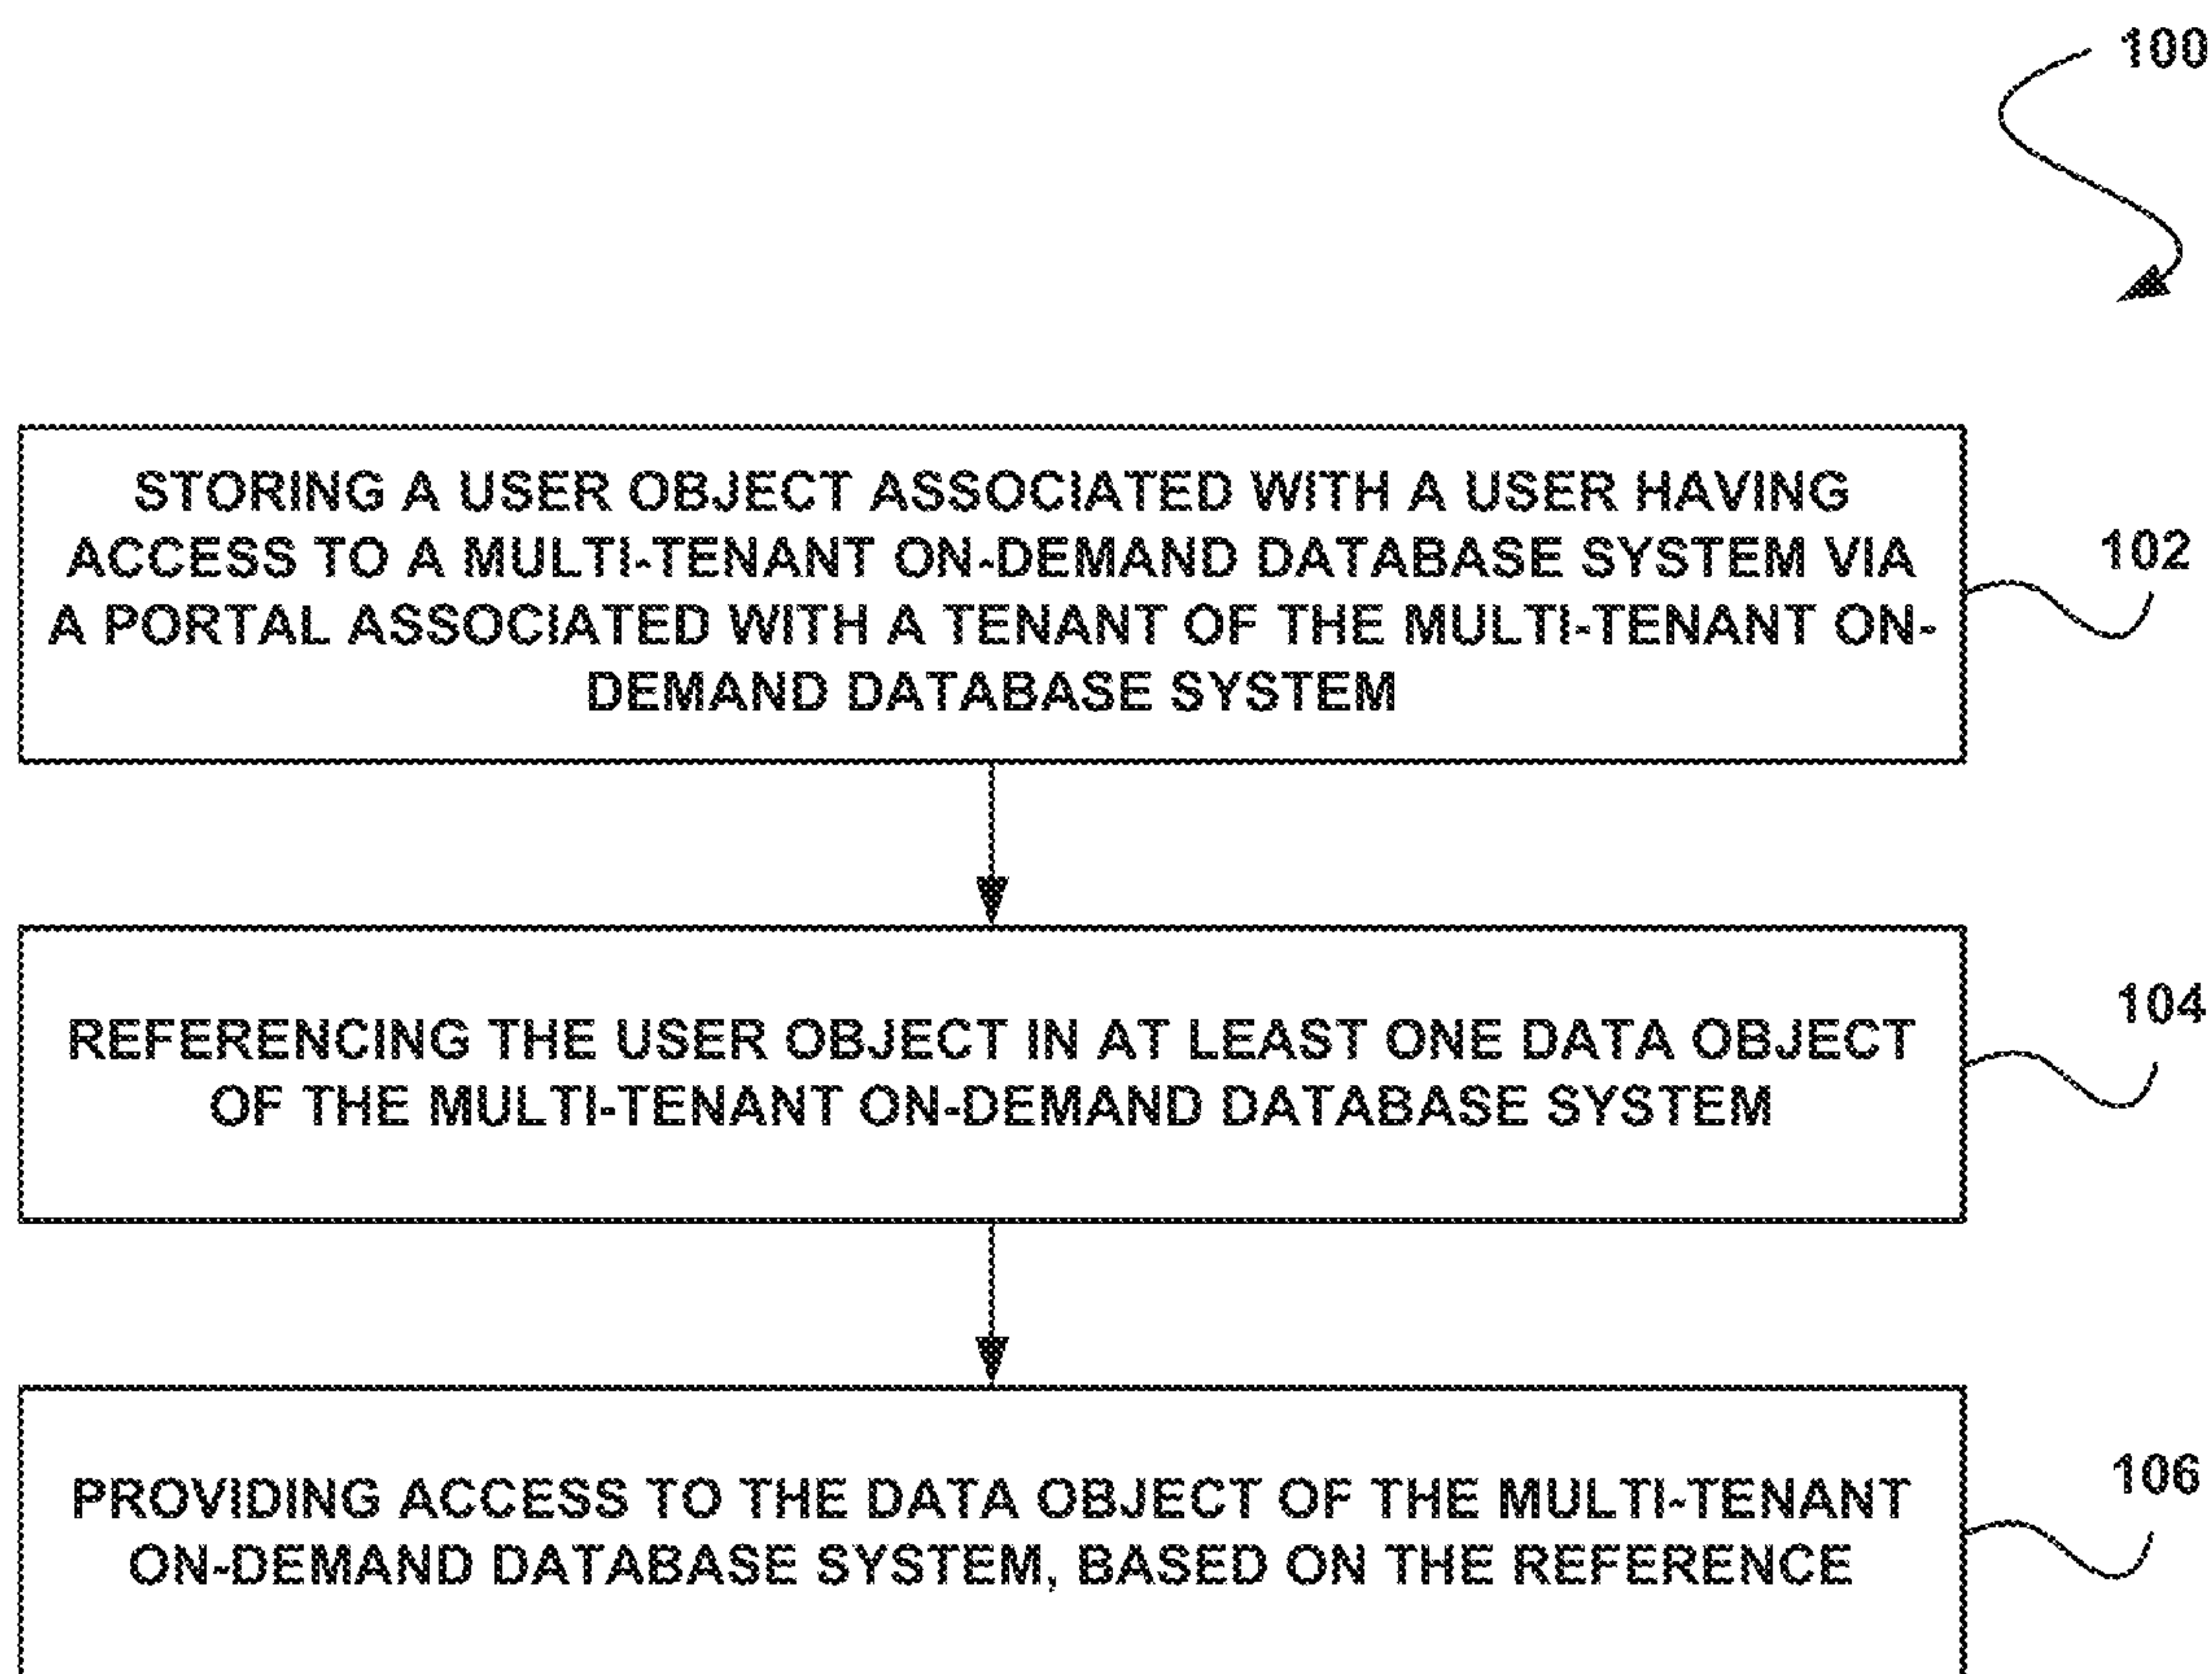 100
STORING A USER OBJECT ASSOCIATED WITH A USER HAVING
ACCESS TO A MULTI-TENANT ON-DEMAND DATABASE SYSTEM VIA
A PORTAL ASSOCIATED WITH A TENANT OF THE MULTI-TENANT ON-
DEMAND DATABASE SYSTEM
102
REFERENCING THE USER OBJECT IN AT LEAST ONE DATA OBJECT
OF THE MULTI-TENANT ON-DEMAND DATABASE SYSTEM
104
PROVIDING ACCESS TO THE DATA OBJECT OF THE MULTI-TENANT
ON-DEMAND DATABASE SYSTEM, BASED ON THE REFERENCE
106